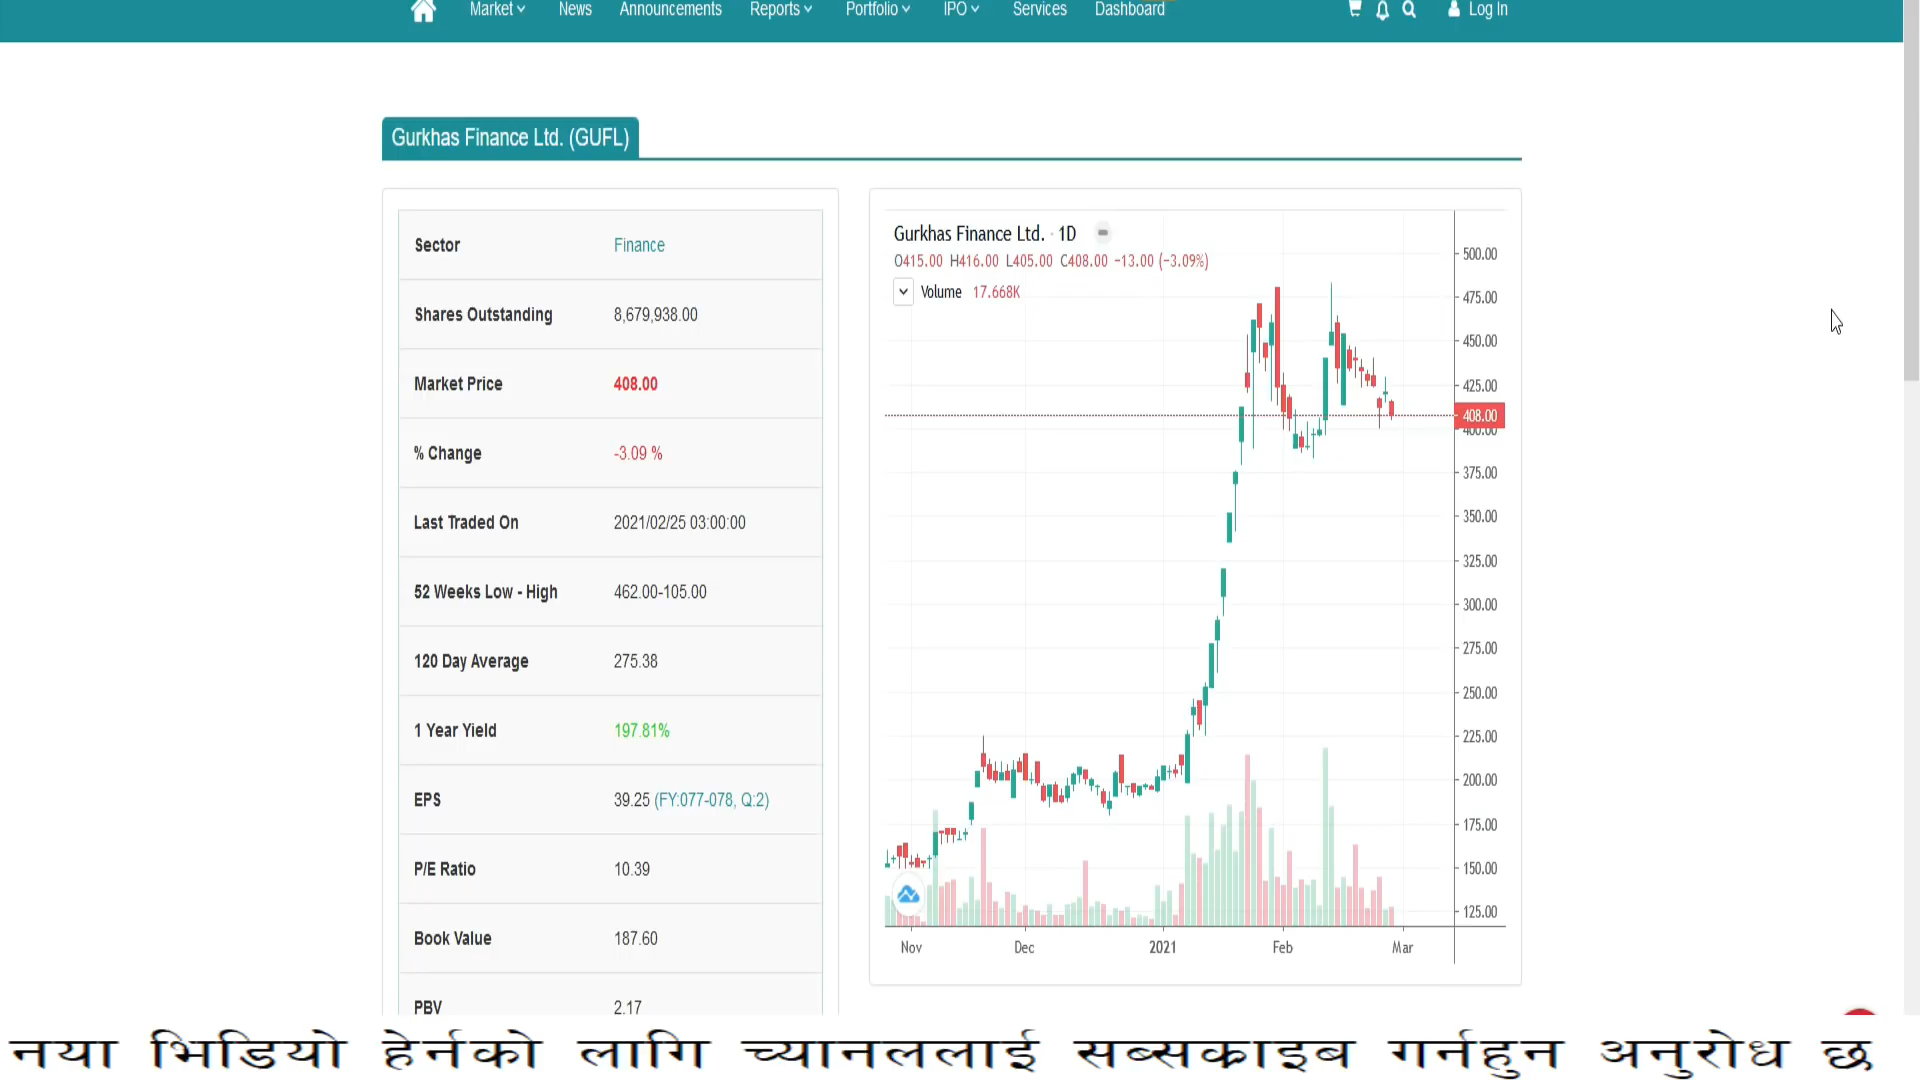 Market News Announcements Reports Portfolio IPO Services Dashboard Log In
Gurkhas Finance Ltd. (GUFL)
Sector Finance
Shares Outstanding 8,679,938.00
Market Price 408.00
% Change -3.09 %
Last Traded On 2021/02/25 03:00:00
52 Weeks Low - High 462.00-105.00
120 Day Average 275.38
1 Year Yield 197.81%
EPS 39.25 (FY:077-078, Q:2)
P/E Ratio 10.39
Book Value 187.60
PBV 2.17
Gurkhas Finance Ltd. · 1D
O415.00 H416.00 L405.00 C408.00 −13.00 (−3.09%)
Volume 17.668K
500.00
475.00
450.00
425.00
408.00
400.00
375.00
350.00
325.00
300.00
275.00
250.00
225.00
200.00
175.00
150.00
125.00
Nov Dec 2021 Feb Mar
नया भिडियो हेर्नको लागि च्यानललाई सब्सक्राइब गर्नहुन अनुरोध छ